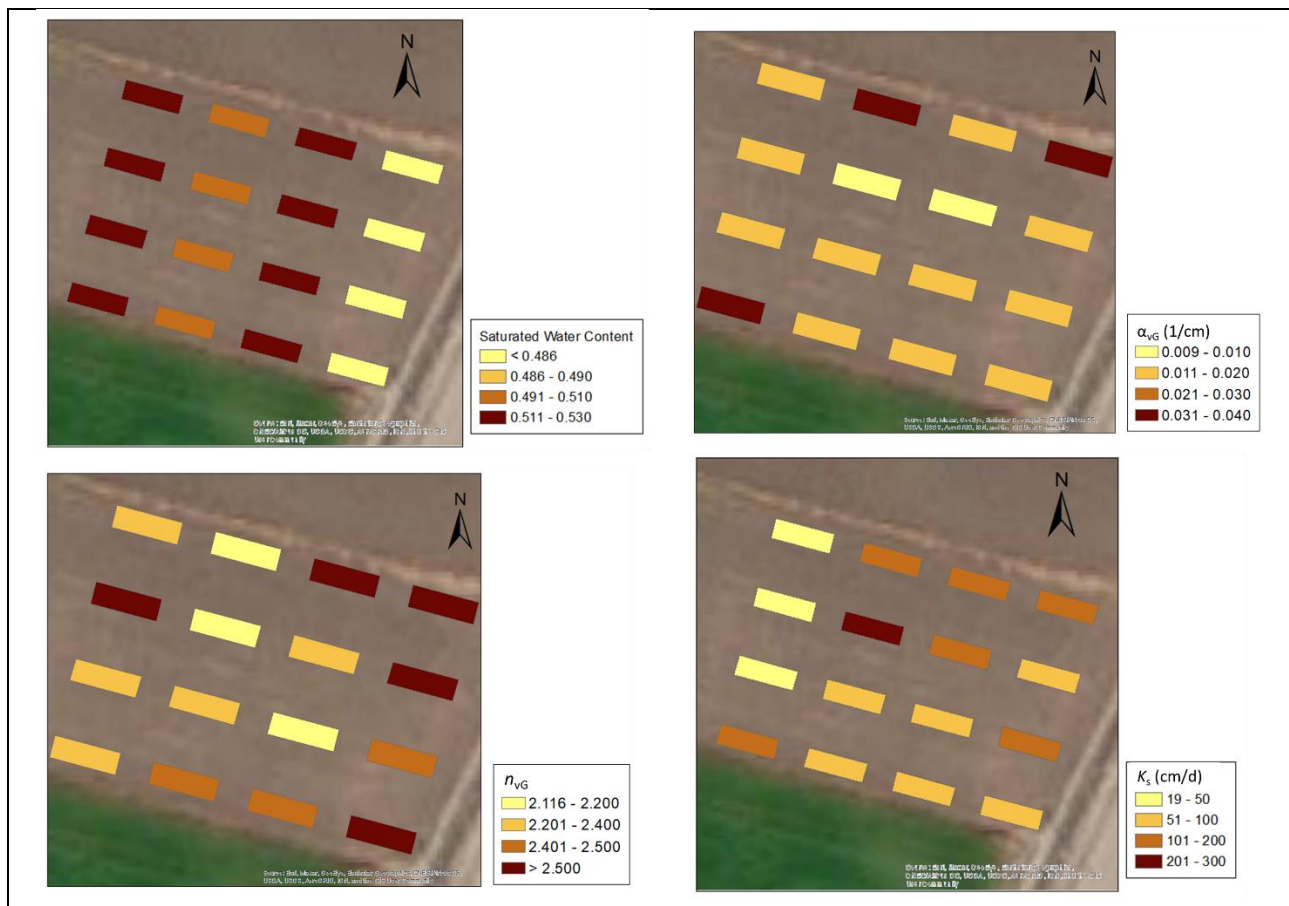 N
Saturated Water Content
< 0.486
0.486 - 0.490
0.491 - 0.510
0.511 - 0.530
N
αvG (1/cm)
0.009 - 0.010
0.011 - 0.020
0.021 - 0.030
0.031 - 0.040
N
nvG
2.116 - 2.200
2.201 - 2.400
2.401 - 2.500
> 2.500
N
Ks (cm/d)
19 - 50
51 - 100
101 - 200
201 - 300